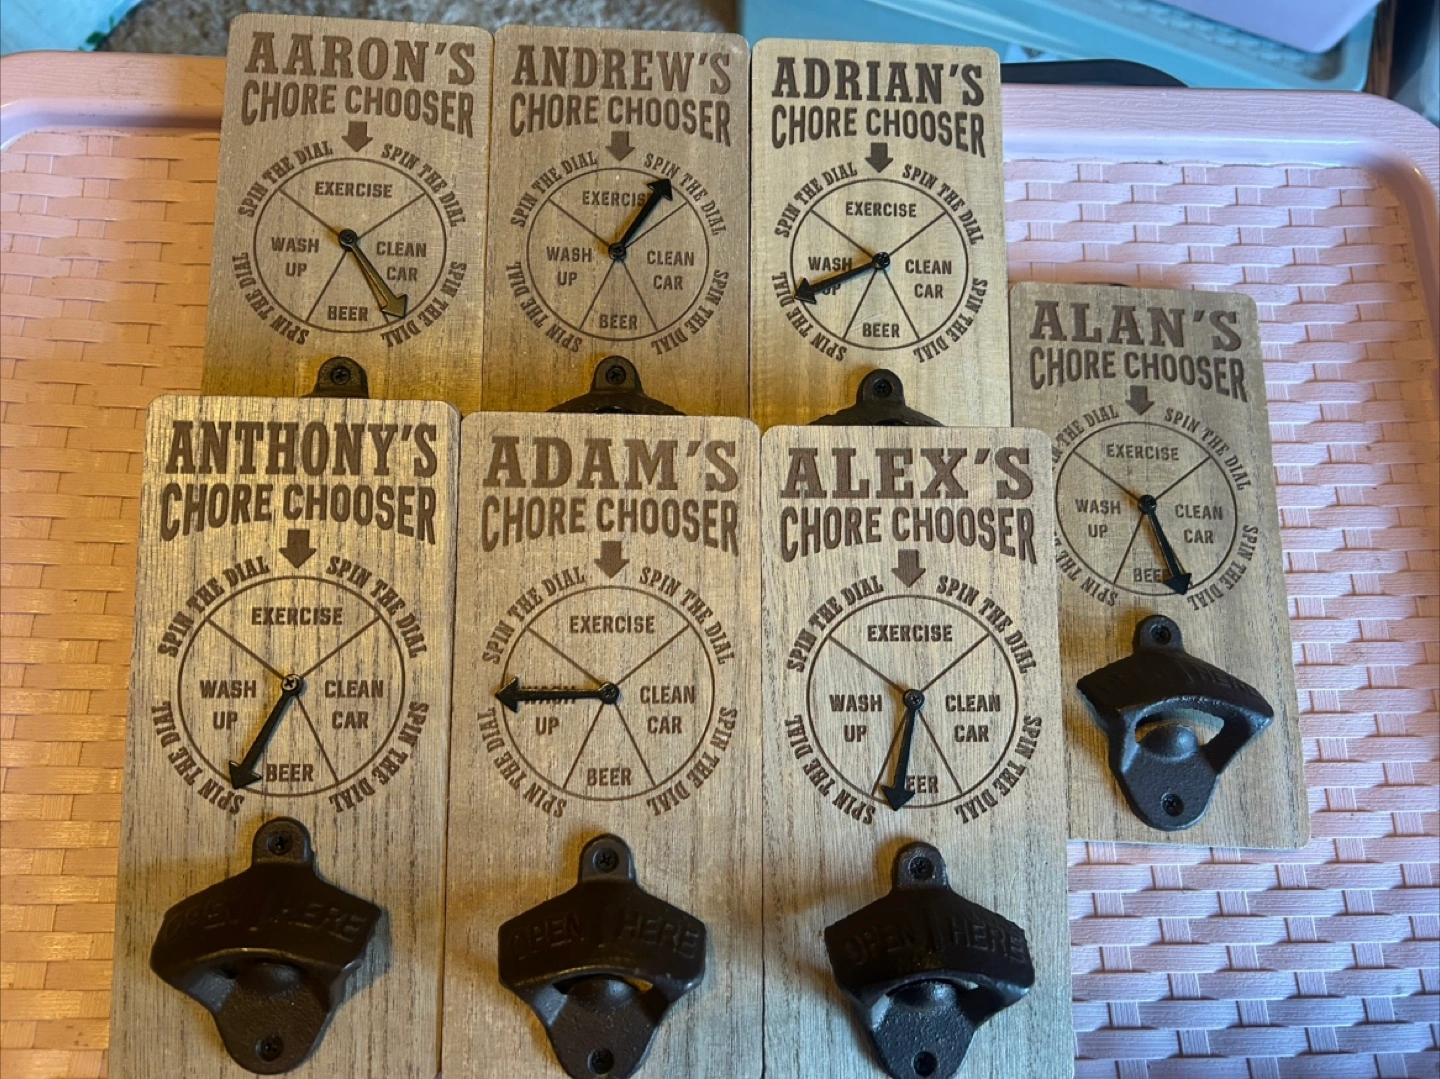 AARON'S
CHORE CHOOSER
SPIN THE DIAL SPIN THE DIAL
EXERCISE
WASH UP
CLEAN CAR
BEER
SPIN THE DIAL SPIN THE DIAL
ANDREW'S
CHORE CHOOSER
SPIN THE DIAL SPIN THE DIAL
EXERCISE
WASH UP
CLEAN CAR
BEER
SPIN THE DIAL SPIN THE DIAL
ADRIAN'S
CHORE CHOOSER
SPIN THE DIAL SPIN THE DIAL
EXERCISE
WASH UP
CLEAN CAR
BEER
SPIN THE DIAL SPIN THE DIAL
ALAN'S
CHORE CHOOSER
THE DIAL SPIN THE DIAL
EXERCISE
WASH UP
CLEAN CAR
BEER
SPIN THE SPIN THE DIAL
ANTHONY'S
CHORE CHOOSER
SPIN THE DIAL SPIN THE DIAL
EXERCISE
WASH UP
CLEAN CAR
BEER
SPIN THE DIAL SPIN THE DIAL
OPEN HERE
ADAM'S
CHORE CHOOSER
SPIN THE DIAL SPIN THE DIAL
EXERCISE
WASH UP
CLEAN CAR
BEER
SPIN THE DIAL SPIN THE DIAL
OPEN HERE
ALEX'S
CHORE CHOOSER
SPIN THE DIAL SPIN THE DIAL
EXERCISE
WASH UP
CLEAN CAR
BEER
SPIN THE DIAL SPIN THE DIAL
OPEN HERE